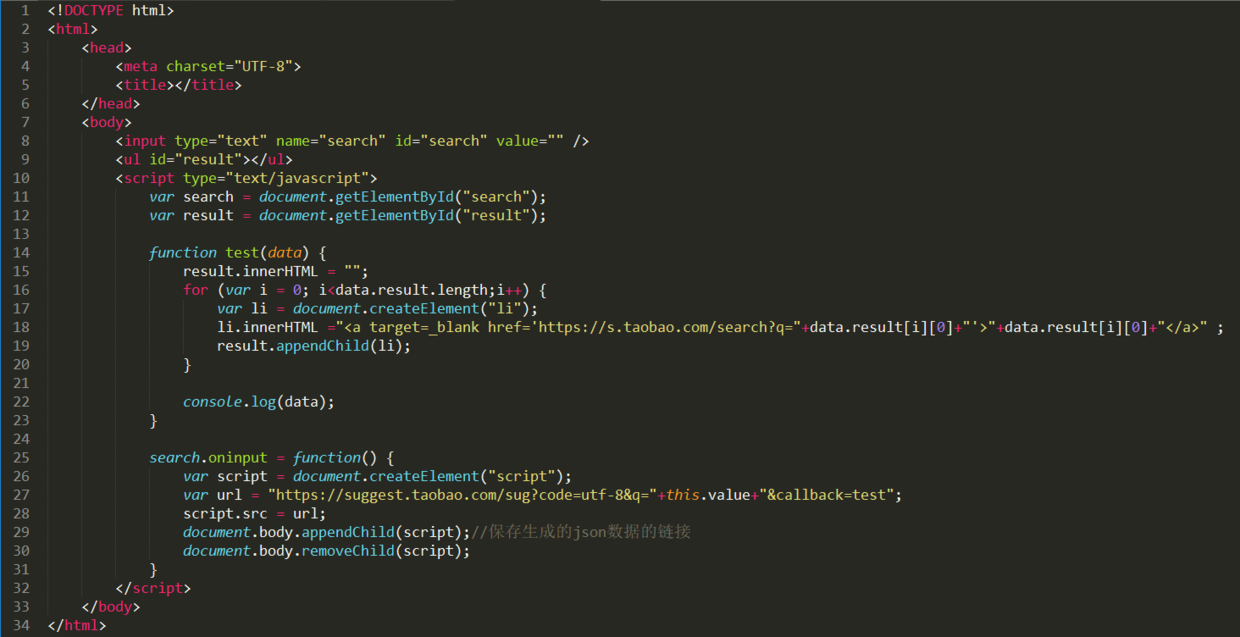 1 <!DOCTYPE html>
2 <html>
3 <head>
4 <meta charset="UTF-8">
5 <title></title>
6 </head>
7 <body>
8 <input type="text" name="search" id="search" value="" />
9 <ul id="result"></ul>
10 <script type="text/javascript">
11 var search = document.getElementById("search");
12 var result = document.getElementById("result");
13
14 function test(data) {
15 result.innerHTML = "";
16 for (var i = 0; i<data.result.length;i++) {
17 var li = document.createElement("li");
18 li.innerHTML ="<a target=_blank href='https://s.taobao.com/search?q="+data.result[i][0]+"'>"+data.result[i][0]+"</a>" ;
19 result.appendChild(li);
20 }
21
22 console.log(data);
23 }
24
25 search.oninput = function() {
26 var script = document.createElement("script");
27 var url = "https://suggest.taobao.com/sug?code=utf-8&q="+this.value+"&callback=test";
28 script.src = url;
29 document.body.appendChild(script);//保存生成的json数据的链接
30 document.body.removeChild(script);
31 }
32 </script>
33 </body>
34 </html>